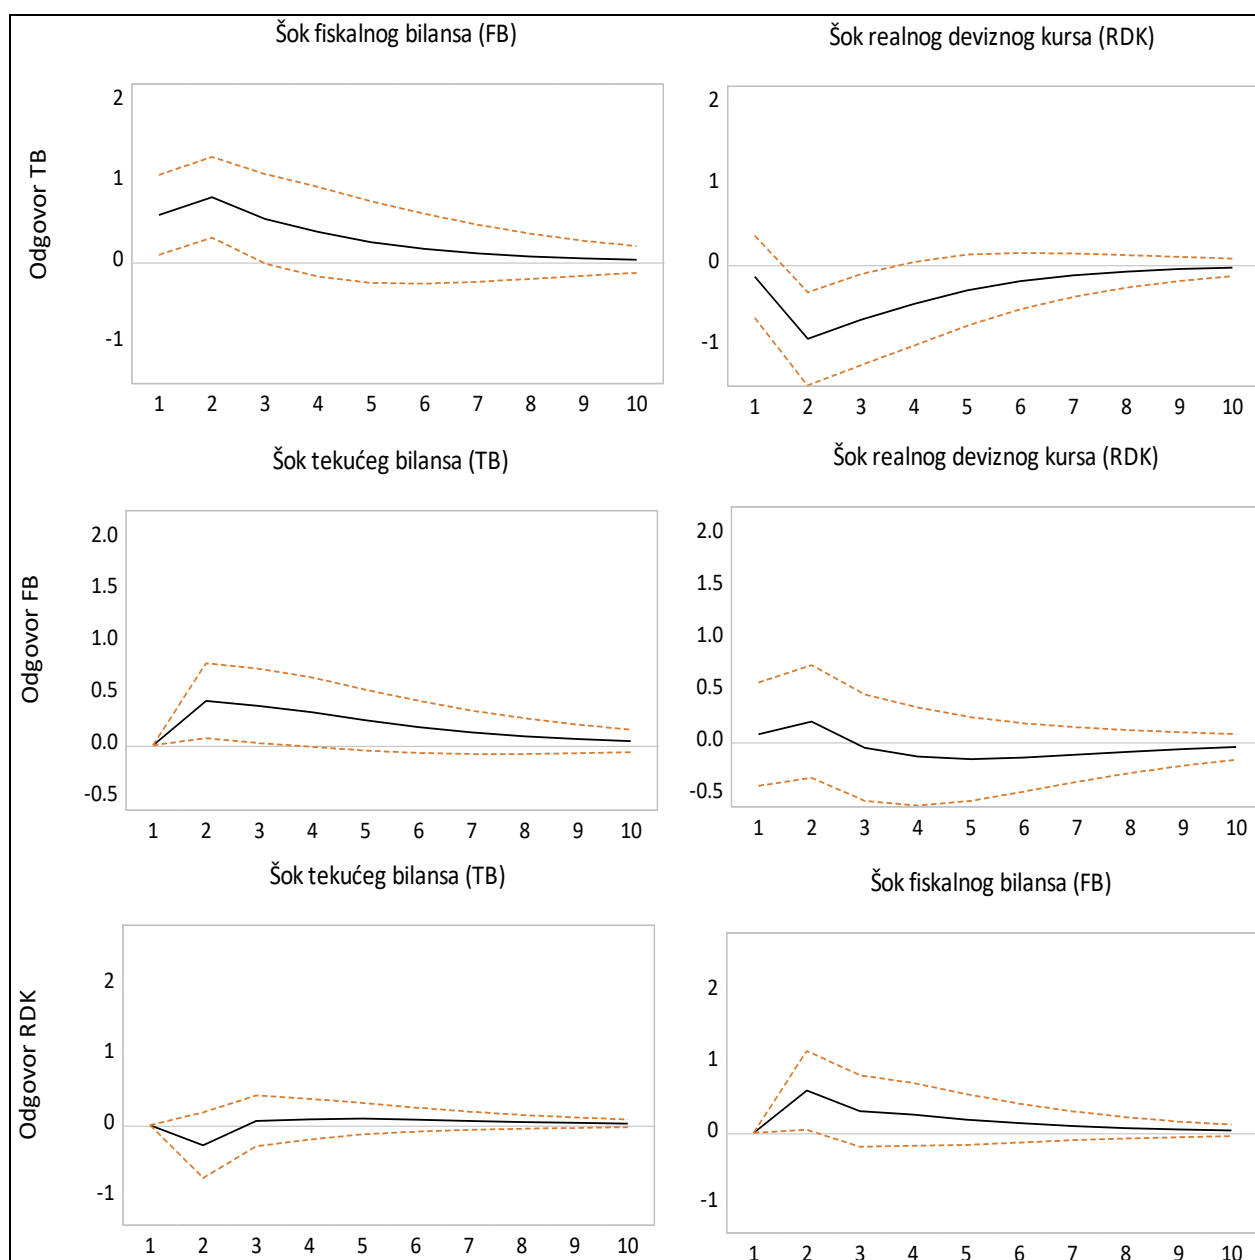 Šok fiskalnog bilansa (FB)
Šok realnog deviznog kursa (RDK)
Odgovor TB
2
1
0
-1
1 2 3 4 5 6 7 8 9 10
2
1
0
-1
1 2 3 4 5 6 7 8 9 10
Šok tekućeg bilansa (TB)
Šok realnog deviznog kursa (RDK)
Odgovor FB
2.0
1.5
1.0
0.5
0.0
-0.5
1 2 3 4 5 6 7 8 9 10
2.0
1.5
1.0
0.5
0.0
-0.5
1 2 3 4 5 6 7 8 9 10
Šok tekućeg bilansa (TB)
Šok fiskalnog bilansa (FB)
Odgovor RDK
2
1
0
-1
1 2 3 4 5 6 7 8 9 10
2
1
0
-1
1 2 3 4 5 6 7 8 9 10